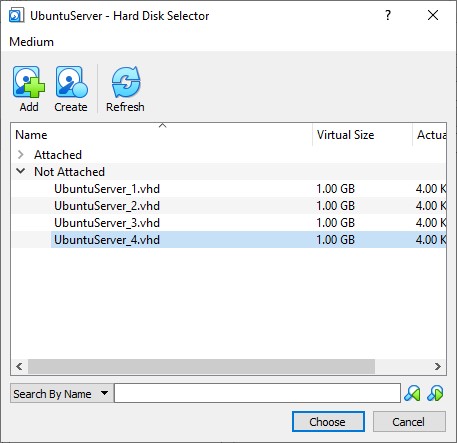 UbuntuServer - Hard Disk Selector
?
Medium
Add Create Refresh
Name Virtual Size Actua
Attached
Not Attached
UbuntuServer_1.vhd 1.00 GB 4.00 K
UbuntuServer_2.vhd 1.00 GB 4.00 K
UbuntuServer_3.vhd 1.00 GB 4.00 K
UbuntuServer_4.vhd 1.00 GB 4.00 K
Search By Name
Choose Cancel